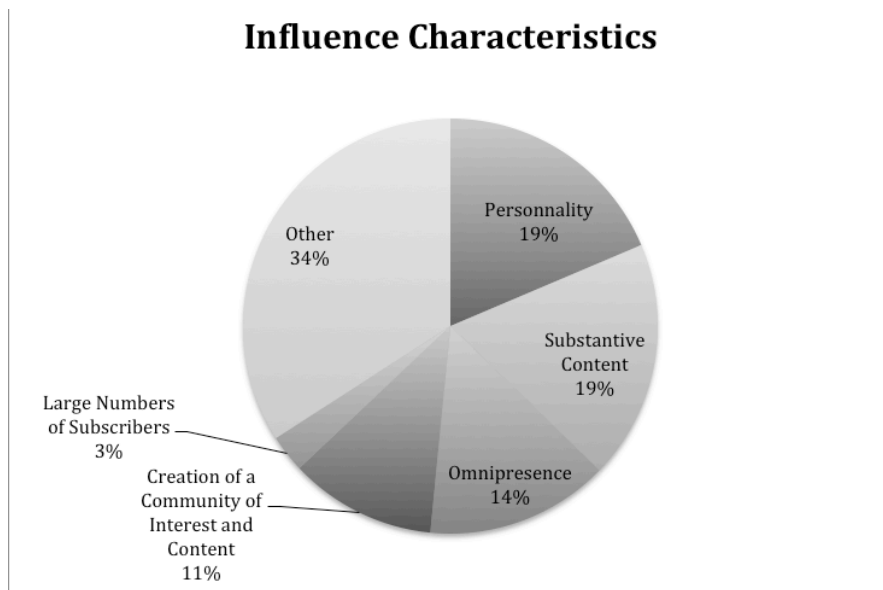 Influence Characteristics
Personnality
19%
Substantive
Content
19%
Omnipresence
14%
Creation of a
Community of
Interest and
Content
11%
Large Numbers
of Subscribers
3%
Other
34%